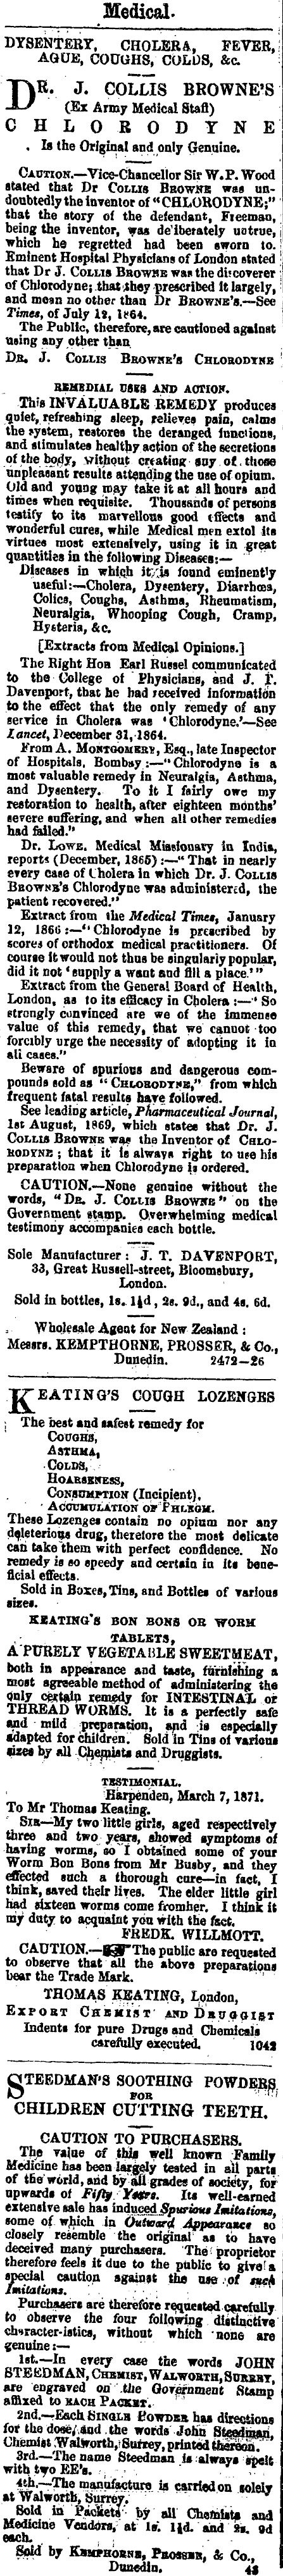 Medical.
DYSENTERY, CHOLERA, FEVER,
AGUE, COUGHS, COLDS, &c.
DR. J. COLLIS BROWNE'S
(Ex Army Medical Staff)
CHLORODYNE
Is the Original and only Genuine.
CAUTION.—Vice-Chancellor Sir W. P. Wood
stated that Dr COLLIS BROWNE was un-
doubtedly the inventor of "CHLORODYNE;"
that the story of the defendant, Freeman,
being the inventor, was deliberately untrue,
which he regretted had been sworn to.
Eminent Hospital Physicians of London stated
that Dr J. COLLIS BROWNE was the discoverer
of Chlorodyne; that they prescribed it largely,
and mean no other than Dr BROWNE'S.—See
Times, of July 12, 1864.
The Public, therefore, are cautioned against
using any other than
DR. J. COLLIS BROWNE'S CHLORODYNE
REMEDIAL USES AND ACTION.
This INVALUABLE REMEDY produces
quiet, refreshing sleep, relieves pain, calms
the system, restores the deranged functions,
and stimulates healthy action of the secretions
of the body, without creating any of those
unpleasant results attending the use of opium.
Old and young may take it at all hours and
times when requisite. Thousands of persons
testify to its marvellous good effects and
wonderful cures, while Medical men extol its
virtues most extensively, using it in great
quantities in the following Diseases:—
Diseases in which it is found eminently
useful:—Cholera, Dysentery, Diarrhœa,
Colics, Coughs, Asthma, Rheumatism,
Neuralgia, Whooping Cough, Cramp,
Hysteria, &c.
[Extracts from Medical Opinions.]
The Right Hon Earl Russel communicated
to the College of Physicians, and J. T.
Davenport, that he had received information
to the effect that the only remedy of any
service in Cholera was 'Chlorodyne.'—See
Lancet, December 31, 1864.
From A. MONTGOMERY, Esq., late Inspector
of Hospitals, Bombay:—"Chlorodyne is a
most valuable remedy in Neuralgia, Asthma,
and Dysentery. To it I fairly owe my
restoration to health, after eighteen months'
severe suffering, and when all other remedies
had failed."
Dr. LOWE, Medical Missionary in India,
reports (December, 1865):—"That in nearly
every case of Cholera in which Dr. J. COLLIS
BROWNE'S Chlorodyne was administered, the
patient recovered."
Extract from the Medical Times, January
12, 1866:—"Chlorodyne is prescribed by
scores of orthodox medical practitioners. Of
course it would not thus be singularly popular,
did it not 'supply a want and fill a place.'"
Extract from the General Board of Health,
London, as to its efficacy in Cholera:—"So
strongly convinced are we of the immense
value of this remedy, that we cannot too
forcibly urge the necessity of adopting it in
all cases."
Beware of spurious and dangerous com-
pounds sold as "CHLORODYNE," from which
frequent fatal results have followed.
See leading article, Pharmaceutical Journal,
1st August, 1869, which states that Dr. J.
COLLIS BROWNE was the Inventor of CHLO-
RODYNE; that it is always right to use his
preparation when Chlorodyne is ordered.
CAUTION.—None genuine without the
words, "DR. J. COLLIS BROWNE" on the
Government stamp. Overwhelming medical
testimony accompanies each bottle.
Sole Manufacturer: J. T. DAVENPORT,
33, Great Russell-street, Bloomsbury,
London.
Sold in bottles, 1s. 1½d, 2s. 9d., and 4s. 6d.
Wholesale Agent for New Zealand:
Messrs. KEMPTHORNE, PROSSER, & Co.,
Dunedin. 2472—26
KEATING'S COUGH LOZENGES
The best and safest remedy for
COUGHS,
ASTHMA,
COLDS,
HOARSENESS,
CONSUMPTION (Incipient),
ACCUMULATION OF PHLEGM.
These Lozenges contain no opium nor any
deleterious drug, therefore the most delicate
can take them with perfect confidence. No
remedy is so speedy and certain in its bene-
ficial effects.
Sold in Boxes, Tins, and Bottles of various
sizes.
KEATING'S BON BONS OR WORM
TABLETS,
A PURELY VEGETABLE SWEETMEAT,
both in appearance and taste, furnishing a
most agreeable method of administering the
only certain remedy for INTESTINAL or
THREAD WORMS. It is a perfectly safe
and mild preparation, and is especially
adapted for children. Sold in Tins of various
sizes by all Chemists and Druggists.
TESTIMONIAL.
Harpenden, March 7, 1871.
To Mr Thomas Keating.
SIR—My two little girls, aged respectively
three and two years, showed symptoms of
having worms, so I obtained some of your
Worm Bon Bons from Mr Busby, and they
effected such a thorough cure—in fact, I
think, saved their lives. The elder little girl
had sixteen worms come from her. I think it
my duty to acquaint you with the fact.
FREDK. WILLMOTT.
CAUTION.—The public are requested
to observe that all the above preparations
bear the Trade Mark.
THOMAS KEATING, London,
EXPORT CHEMIST AND DRUGGIST
Indents for pure Drugs and Chemicals
carefully executed. 1042
STEEDMAN'S SOOTHING POWDERS
FOR
CHILDREN CUTTING TEETH.
CAUTION TO PURCHASERS.
The value of this well known Family
Medicine has been largely tested in all parts
of the world, and by all grades of society, for
upwards of Fifty Years. Its well-earned
extensive sale has induced Spurious Imitations,
some of which in Outward Appearance so
closely resemble the original as to have
deceived many purchasers. The proprietor
therefore feels it due to the public to give a
special caution against the use of such
Imitations.
Purchasers are therefore requested carefully
to observe the four following distinctive
character-istics, without which none are
genuine:—
1st.—In every case the words JOHN
STEEDMAN, CHEMIST, WALWORTH, SURREY,
are engraved on the Government Stamp
affixed to EACH PACKET.
2nd.—Each SINGLE POWDER has directions
for the dose, and the words John Steedman,
Chemist Walworth, Surrey, printed thereon.
3rd.—The name Steedman is always spelt
with two EE's.
4th.—The manufacture is carried on solely
at Walworth, Surrey.
Sold in Packets by all Chemists and
Medicine Vendors, at 1s. 1½d. and 2s. 9d
each.
Sold by KEMPTHORNE, PROSSER, & Co.,
Dunedin. 43